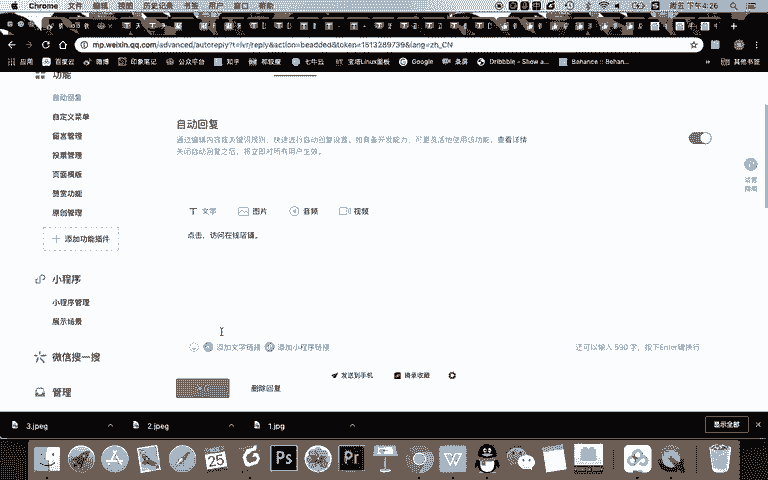 Chrome 文件 编辑 视图 历史记录 书签 用户 窗口 帮助
周五 下午4:26
mp.weixin.qq.com/advanced/autoreply?t=ivr/reply&action=beadded&token=1513289739&lang=zh_CN
应用 百度云 微博 印象笔记 公众平台 知乎 七牛云 宝塔Linux面板 Google 录屏 Dribbble - Show a... Behance :: Behan... 其他书签
功能
自动回复
自定义菜单
留言管理
投票管理
页面模版
赞赏功能
原创管理
添加功能插件
小程序
小程序管理
展示场景
微信搜一搜
管理
自动回复
通过编辑内容或关键词规则，快速进行自动回复设置。如具备开发能力，可更灵活地使用该功能。查看详情
关闭自动回复之后，将立即对所有用户生效。
文字 图片 音频 视频
点击，访问在线店铺。
添加文字链接 添加小程序链接
还可以输入 590 字，按下Enter键换行
发送到手机 摘录收藏
删除回复
3.jpeg 2.jpeg 1.jpg 显示全部
25 Ps Pr